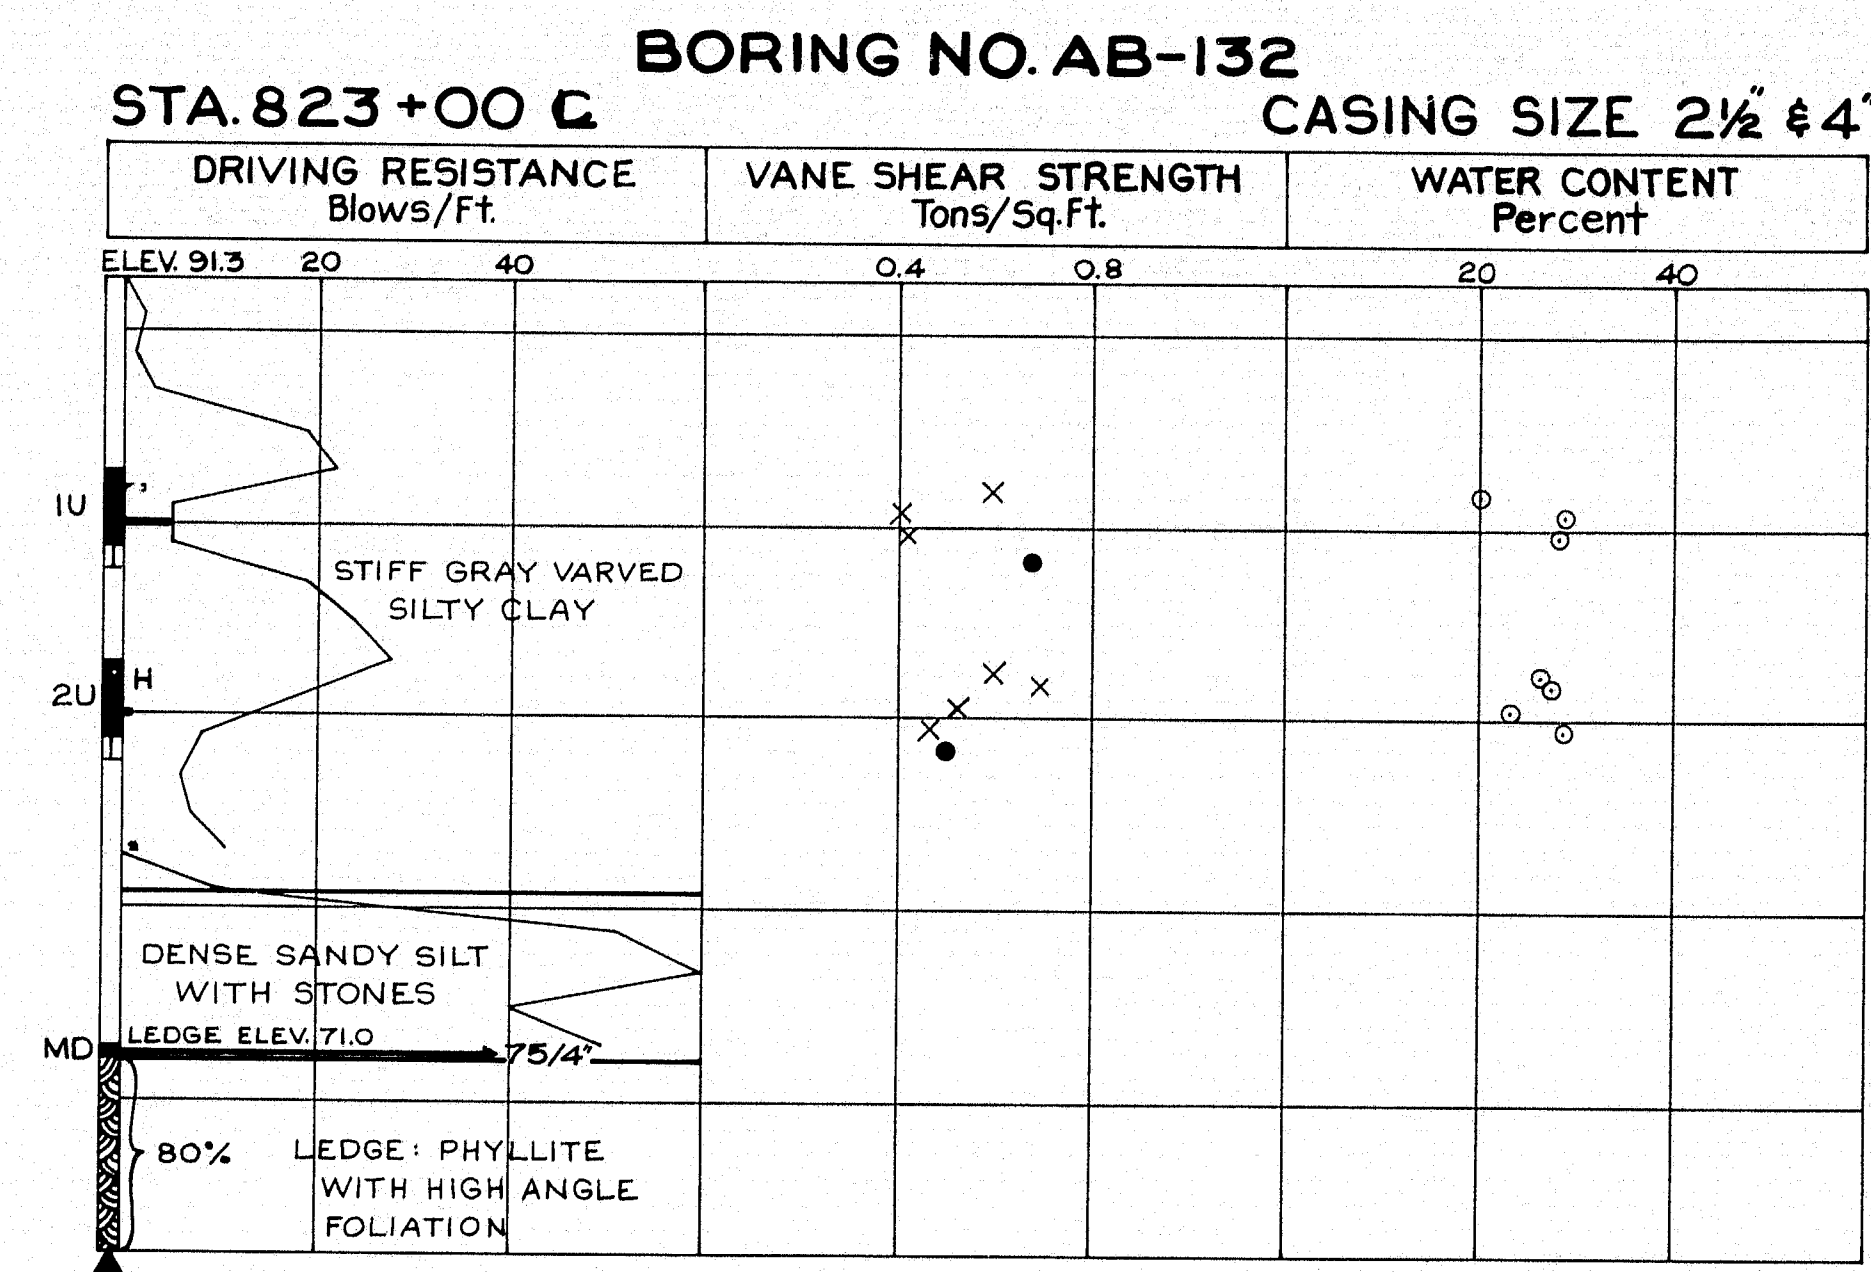 BORING NO. AB-132
STA. 823+00 ℄
CASING SIZE 2½" & 4"
DRIVING RESISTANCE
Blows/Ft.
VANE SHEAR STRENGTH
Tons/Sq.Ft.
WATER CONTENT
Percent
ELEV. 91.3 20 40 0.4 0.8 20 40
1U
STIFF GRAY VARVED
SILTY CLAY
H
2U
DENSE SANDY SILT
WITH STONES
LEDGE ELEV. 71.0
MD
75/4"
80% LEDGE: PHYLLITE
WITH HIGH ANGLE
FOLIATION